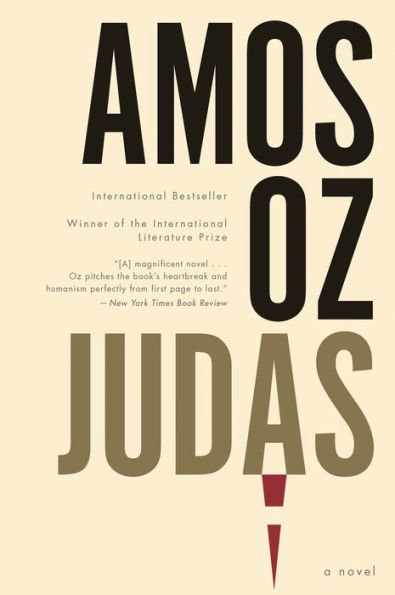 AMOS
OZ
International Bestseller
Winner of the International
Literature Prize
“[A] magnificent novel . . .
Oz pitches the book’s heartbreak and
humanism perfectly from first page to last.”
— New York Times Book Review
JUDAS
a novel